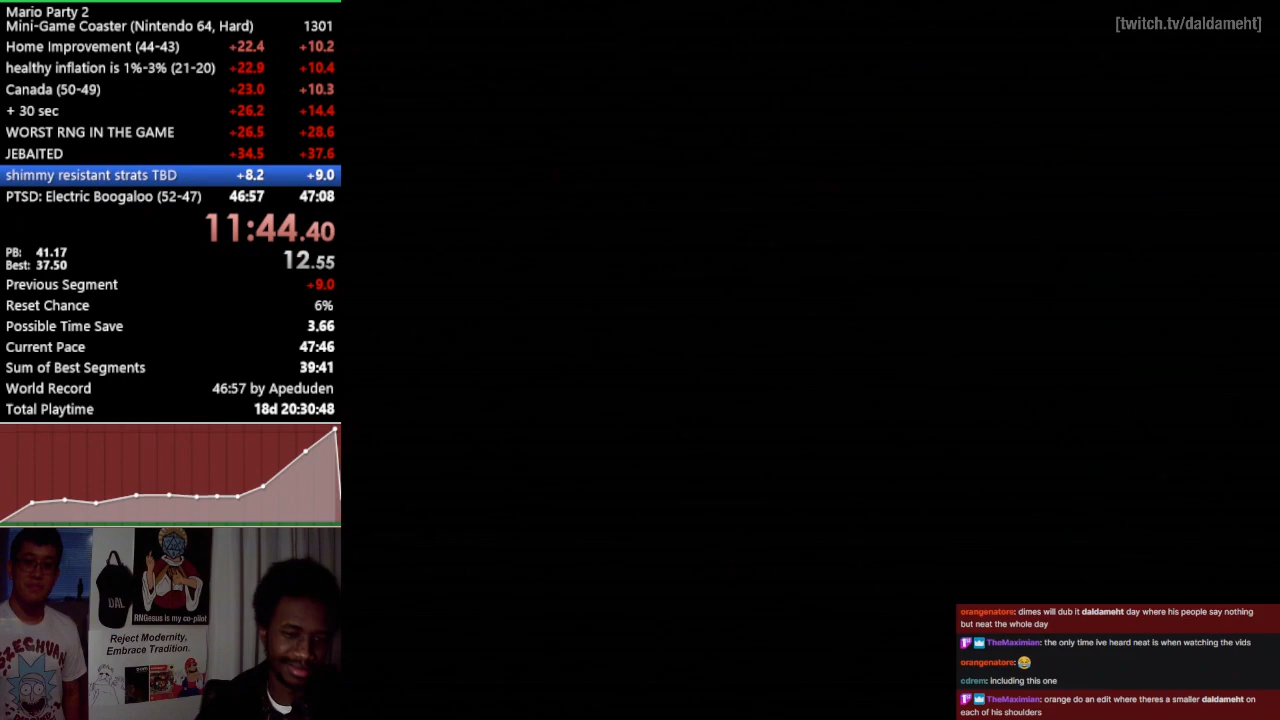 Mario Party 2
Mini-Game Coaster (Nintendo 64, Hard) 1301
Home Improvement (44-43) +22.4 +10.2
healthy inflation is 1%-3% (21-20) +22.9 +10.4
Canada (50-49) +23.0 +10.3
+ 30 sec +26.2 +14.4
WORST RNG IN THE GAME +26.5 +28.6
JEBAITED +34.5 +37.6
shimmy resistant strats TBD +8.2 +9.0
PTSD: Electric Boogaloo (52-47) 46:57 47:08
11:44.40
PB: 41.17
Best: 37.50
12.55
Previous Segment +9.0
Reset Chance 6%
Possible Time Save 3.66
Current Pace 47:46
Sum of Best Segments 39:41
World Record 46:57 by Apeduden
Total Playtime 18d 20:30:48
DAL
RNGesus is my co-pilot
Reject Modernity,
Embrace Tradition.
[twitch.tv/daldameht]
orangenatore: dimes will dub it daldameht day where his people say nothing
but neat the whole day
TheMaximian: the only time ive heard neat is when watching the vids
orangenatore: 😂
cdrem: including this one
TheMaximian: orange do an edit where theres a smaller daldameht on
each of his shoulders